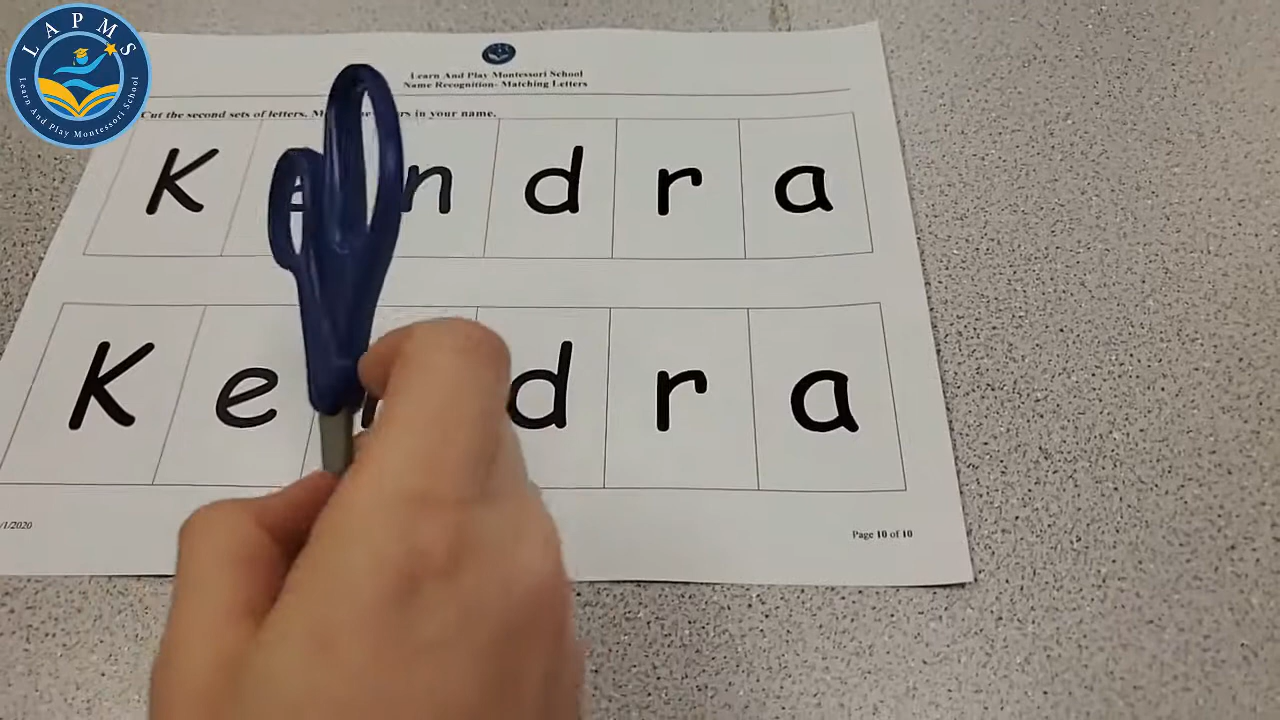 LAPMS
Learn And Play Montessori School
Learn And Play Montessori School
Name Recognition- Matching Letters
Cut the second sets of letters. in your name.
K e n d r a
K e d r a
/1/2020
Page 10 of 10